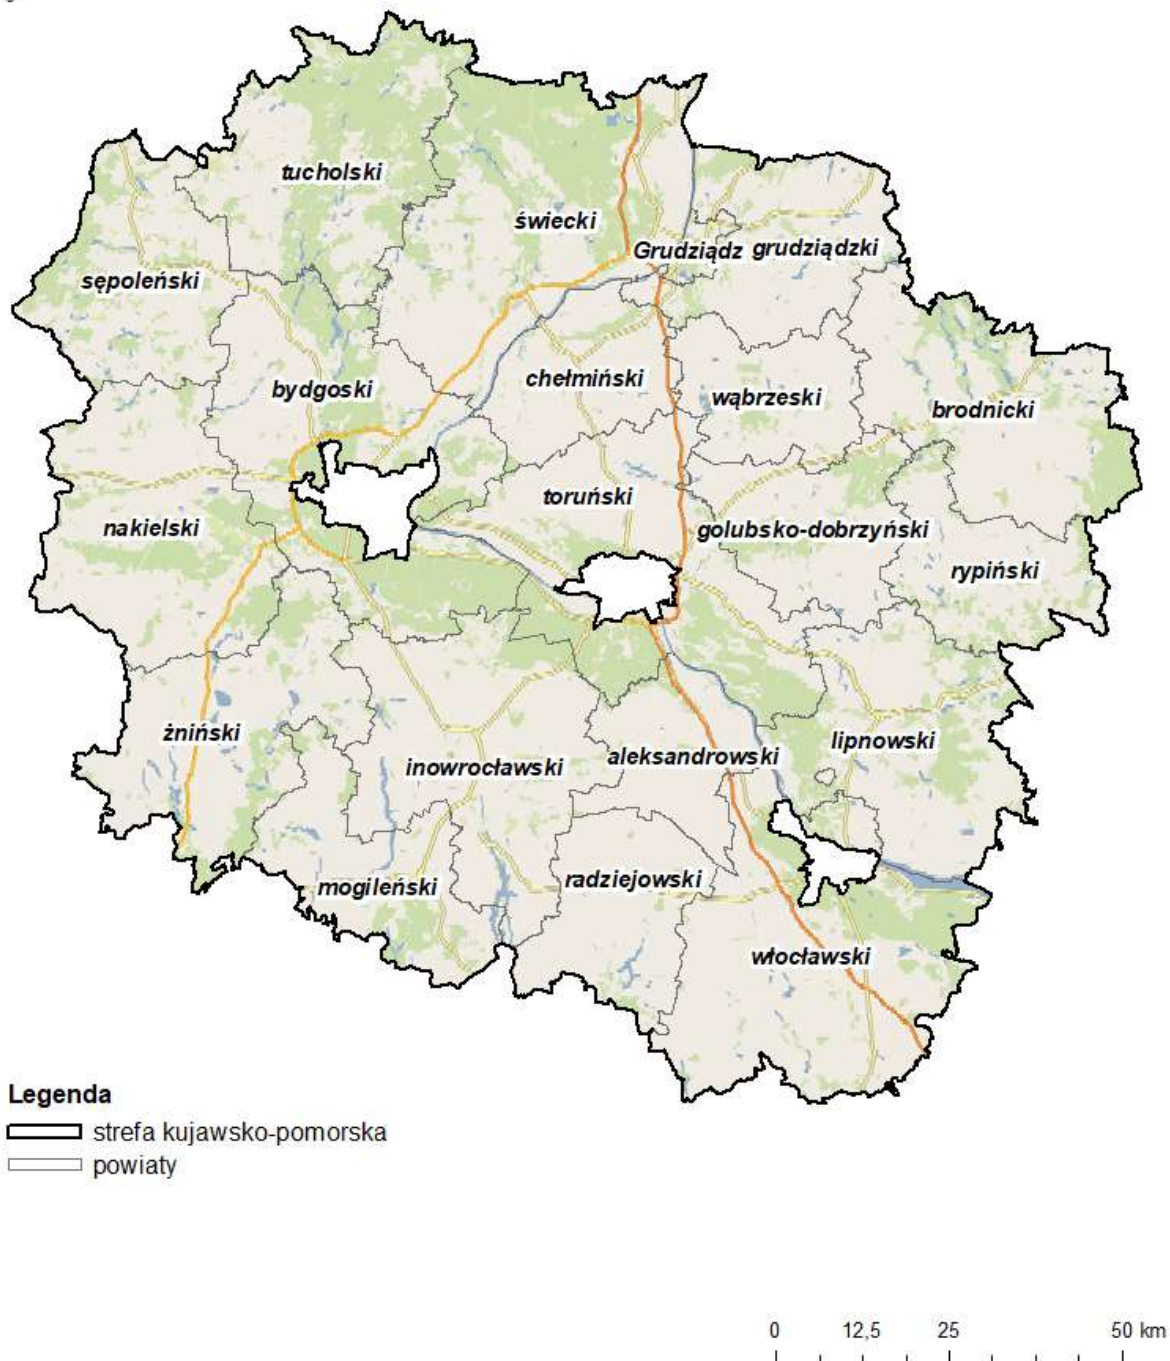 tucholski
świecki
Grudziądz grudziądzki
sępoleński
bydgoski
chełmiński
wąbrzeski
brodnicki
toruński
nakielski
golubsko-dobrzyński
rypiński
żniński
inowrocławski
aleksandrowski
lipnowski
mogileński
radziejowski
włocławski
Legenda
strefa kujawsko-pomorska
powiaty
0 12,5 25 50 km